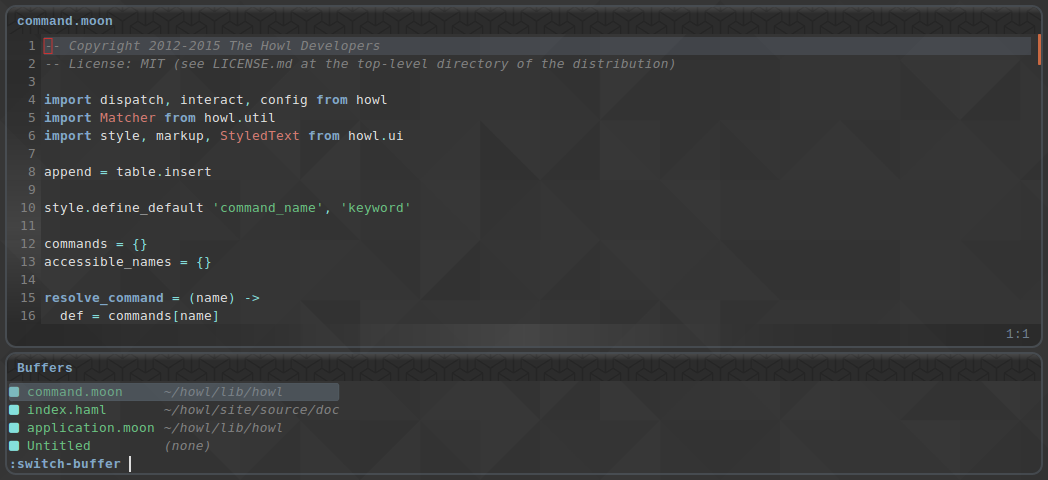 command.moon
1 -- Copyright 2012-2015 The Howl Developers
2 -- License: MIT (see LICENSE.md at the top-level directory of the distribution)
3
4 import dispatch, interact, config from howl
5 import Matcher from howl.util
6 import style, markup, StyledText from howl.ui
7
8 append = table.insert
9
10 style.define_default 'command_name', 'keyword'
11
12 commands = {}
13 accessible_names = {}
14
15 resolve_command = (name) ->
16   def = commands[name]
1:1
Buffers
command.moon ~/howl/lib/howl
index.haml ~/howl/site/source/doc
application.moon ~/howl/lib/howl
Untitled (none)
:switch-buffer